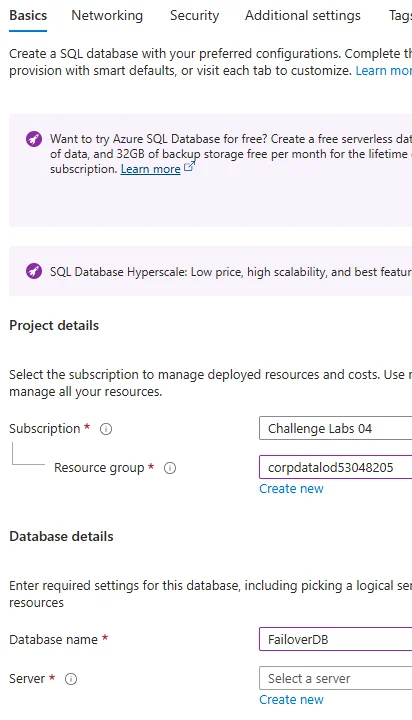 Basics Networking Security Additional settings Tags
Create a SQL database with your preferred configurations. Complete th
provision with smart defaults, or visit each tab to customize. Learn mor
Want to try Azure SQL Database for free? Create a free serverless dat
of data, and 32GB of backup storage free per month for the lifetime
subscription. Learn more
SQL Database Hyperscale: Low price, high scalability, and best featur
Project details
Select the subscription to manage deployed resources and costs. Use
manage all your resources.
Subscription *
Challenge Labs 04
Resource group *
corpdatalod53048205
Create new
Database details
Enter required settings for this database, including picking a logical ser
resources
Database name *
FailoverDB
Server *
Select a server
Create new